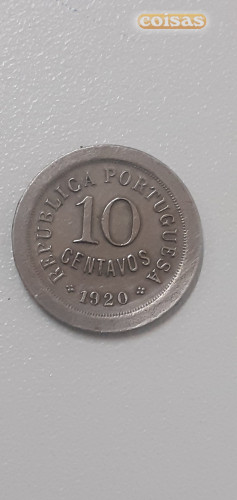 coisas
REPUBLICA PORTUGUESA
10
CENTAVOS
1920